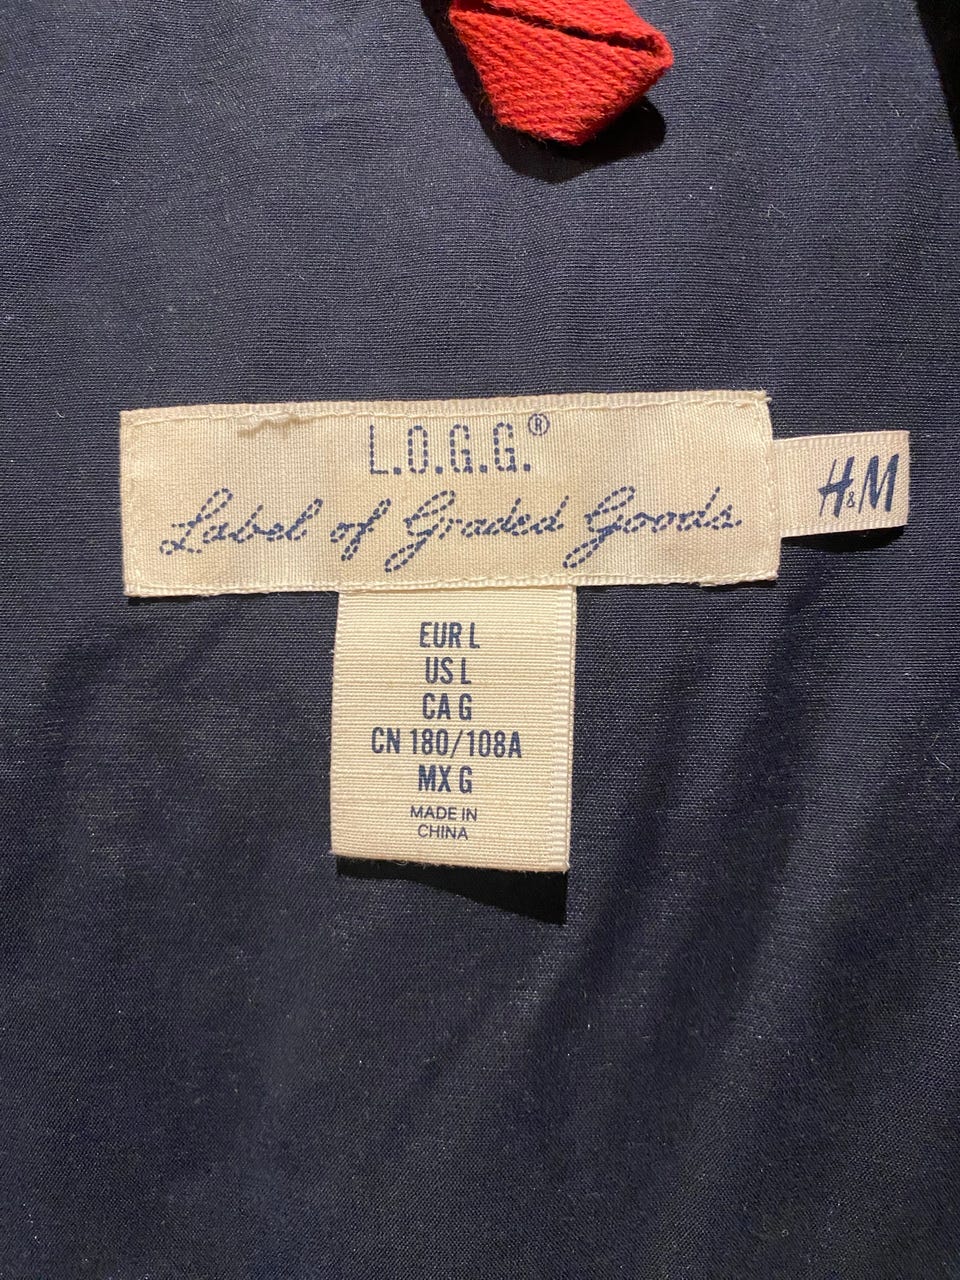 L.O.G.G.®
Label of Graded Goods.
H&M
EUR L
US L
CA G
CN 180/108A
MX G
MADE IN
CHINA